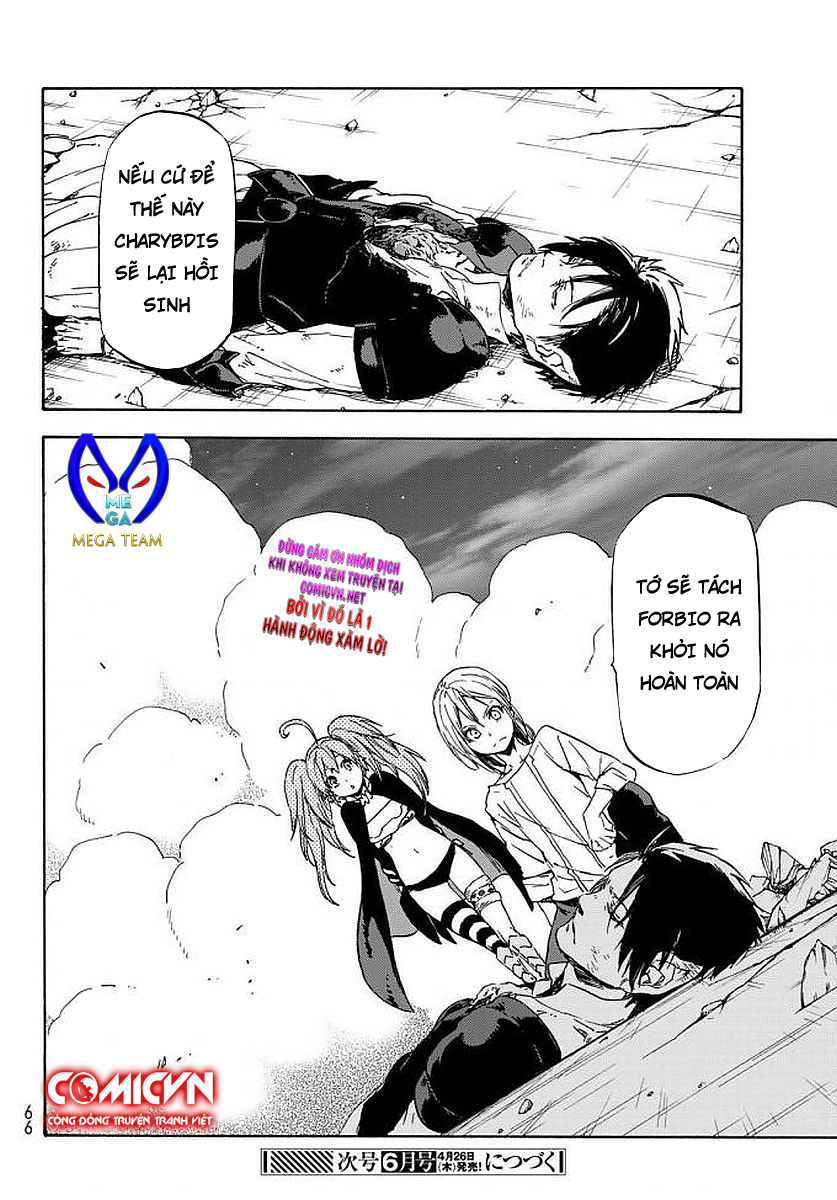 NẾU CỨ ĐỂ
THẾ NÀY
CHARYBDIS
SẼ LẠI HỒI
SINH
MEGA
MEGA TEAM
ĐỪNG CẢM ƠN NHÓM DỊCH
KHI KHÔNG XEM TRUYỆN TẠI
COMICVN.NET
BỞI VÌ ĐÓ LÀ 1
HÀNH ĐỘNG XÀM LỜ!
TỚ SẼ TÁCH
FORBIO RA
KHỎI NÓ
HOÀN TOÀN
COMICVN
CỘNG ĐỒNG TRUYỆN TRANH VIỆT
66
次号6月号4月26日(木)発売!につづく